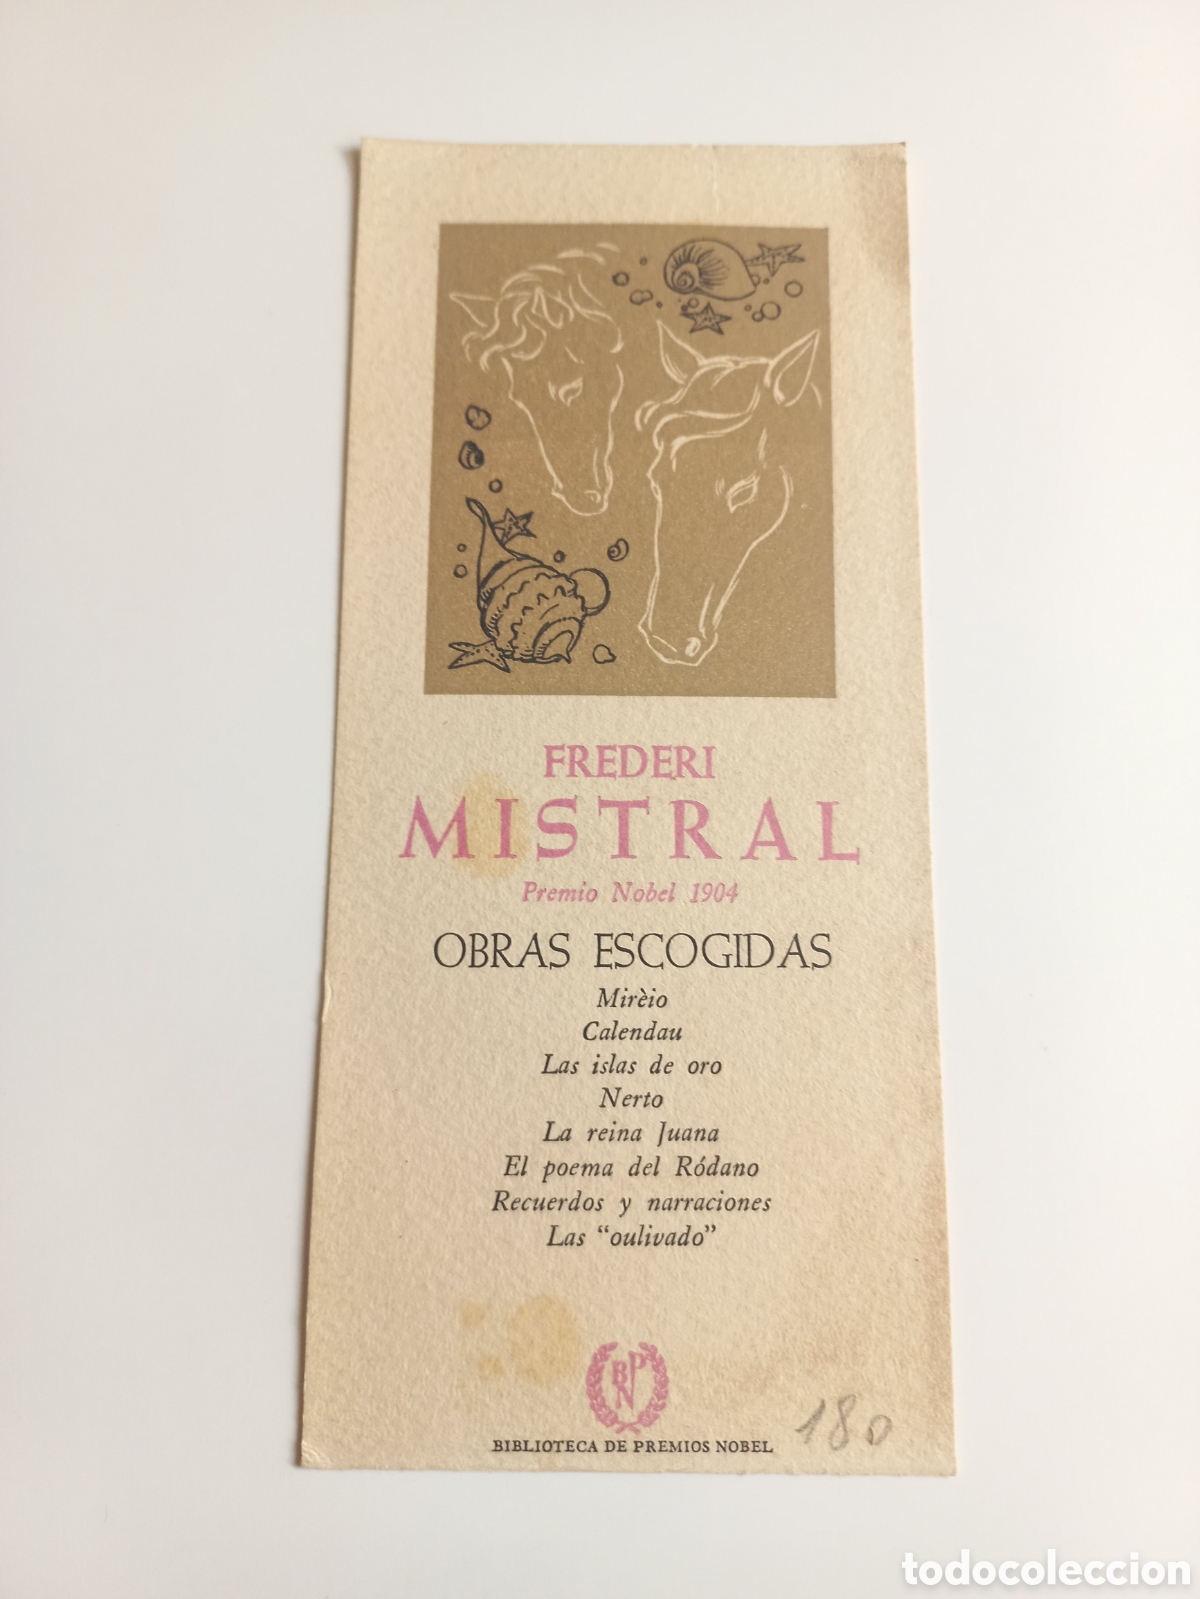 FREDERI
MISTRAL
Premio Nobel 1904
OBRAS ESCOGIDAS
Mirèio
Calendau
Las islas de oro
Nerto
La reina Juana
El poema del Ródano
Recuerdos y narraciones
Las “oulivado”
BPN
BIBLIOTECA DE PREMIOS NOBEL
180
todocoleccion